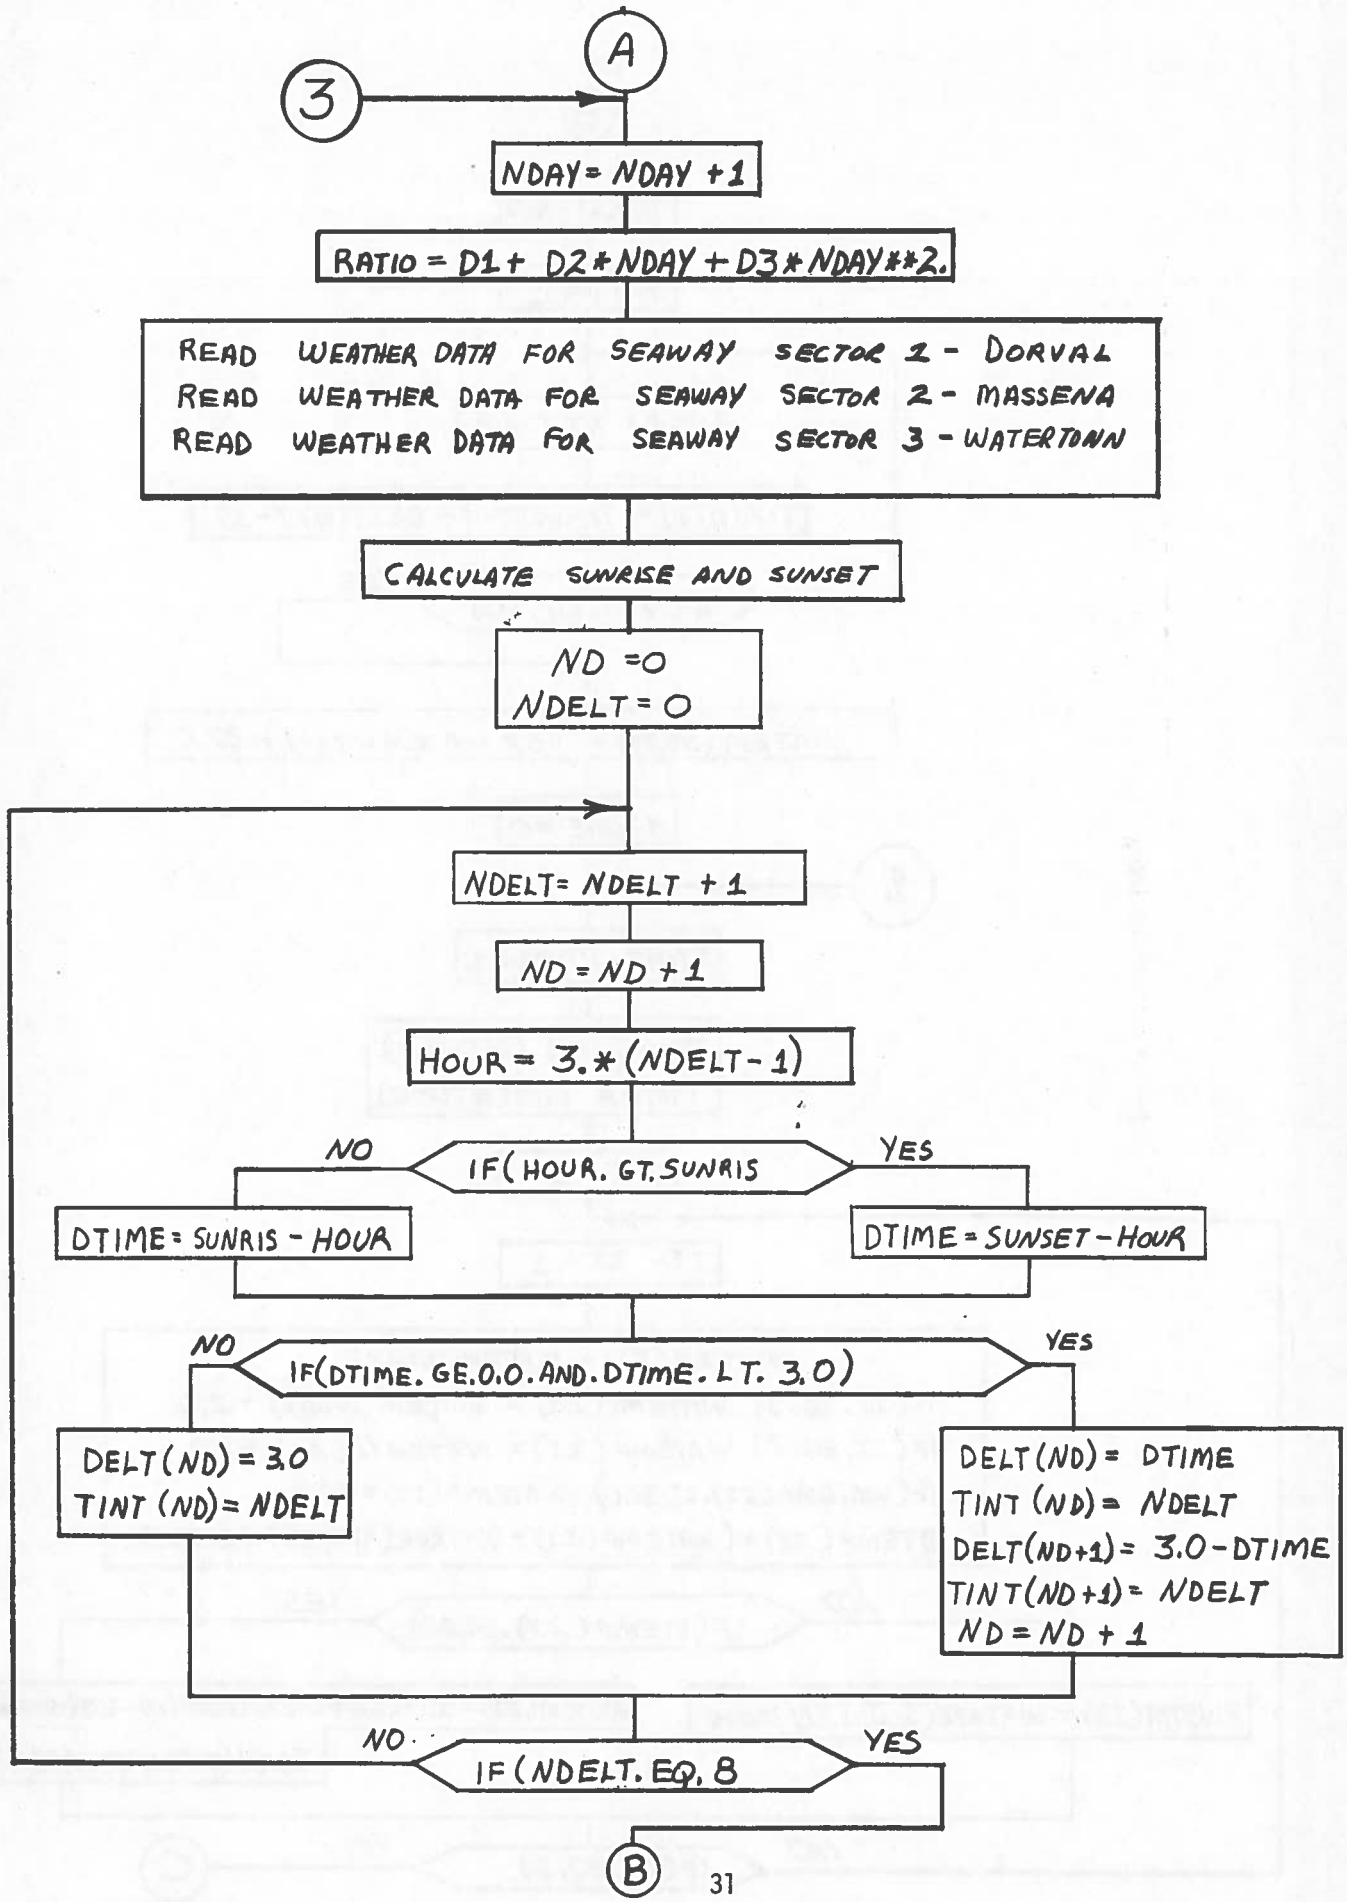 A
3
NDAY = NDAY + 1
RATIO = D1 + D2*NDAY + D3*NDAY**2.
READ WEATHER DATA FOR SEAWAY SECTOR 1 - DORVAL
READ WEATHER DATA FOR SEAWAY SECTOR 2 - MASSENA
READ WEATHER DATA FOR SEAWAY SECTOR 3 - WATERTOWN
CALCULATE SUNRISE AND SUNSET
ND = 0
NDELT = 0
NDELT = NDELT + 1
ND = ND + 1
HOUR = 3.*(NDELT-1)
NO
IF(HOUR.GT.SUNRIS
YES
DTIME = SUNRIS - HOUR
DTIME = SUNSET - HOUR
NO
IF(DTIME.GE.0.0.AND.DTIME.LT.3.0)
YES
DELT(ND) = 3.0
TINT(ND) = NDELT
DELT(ND) = DTIME
TINT(ND) = NDELT
DELT(ND+1) = 3.0-DTIME
TINT(ND+1) = NDELT
ND = ND + 1
NO
IF(NDELT.EQ.8
YES
B
31